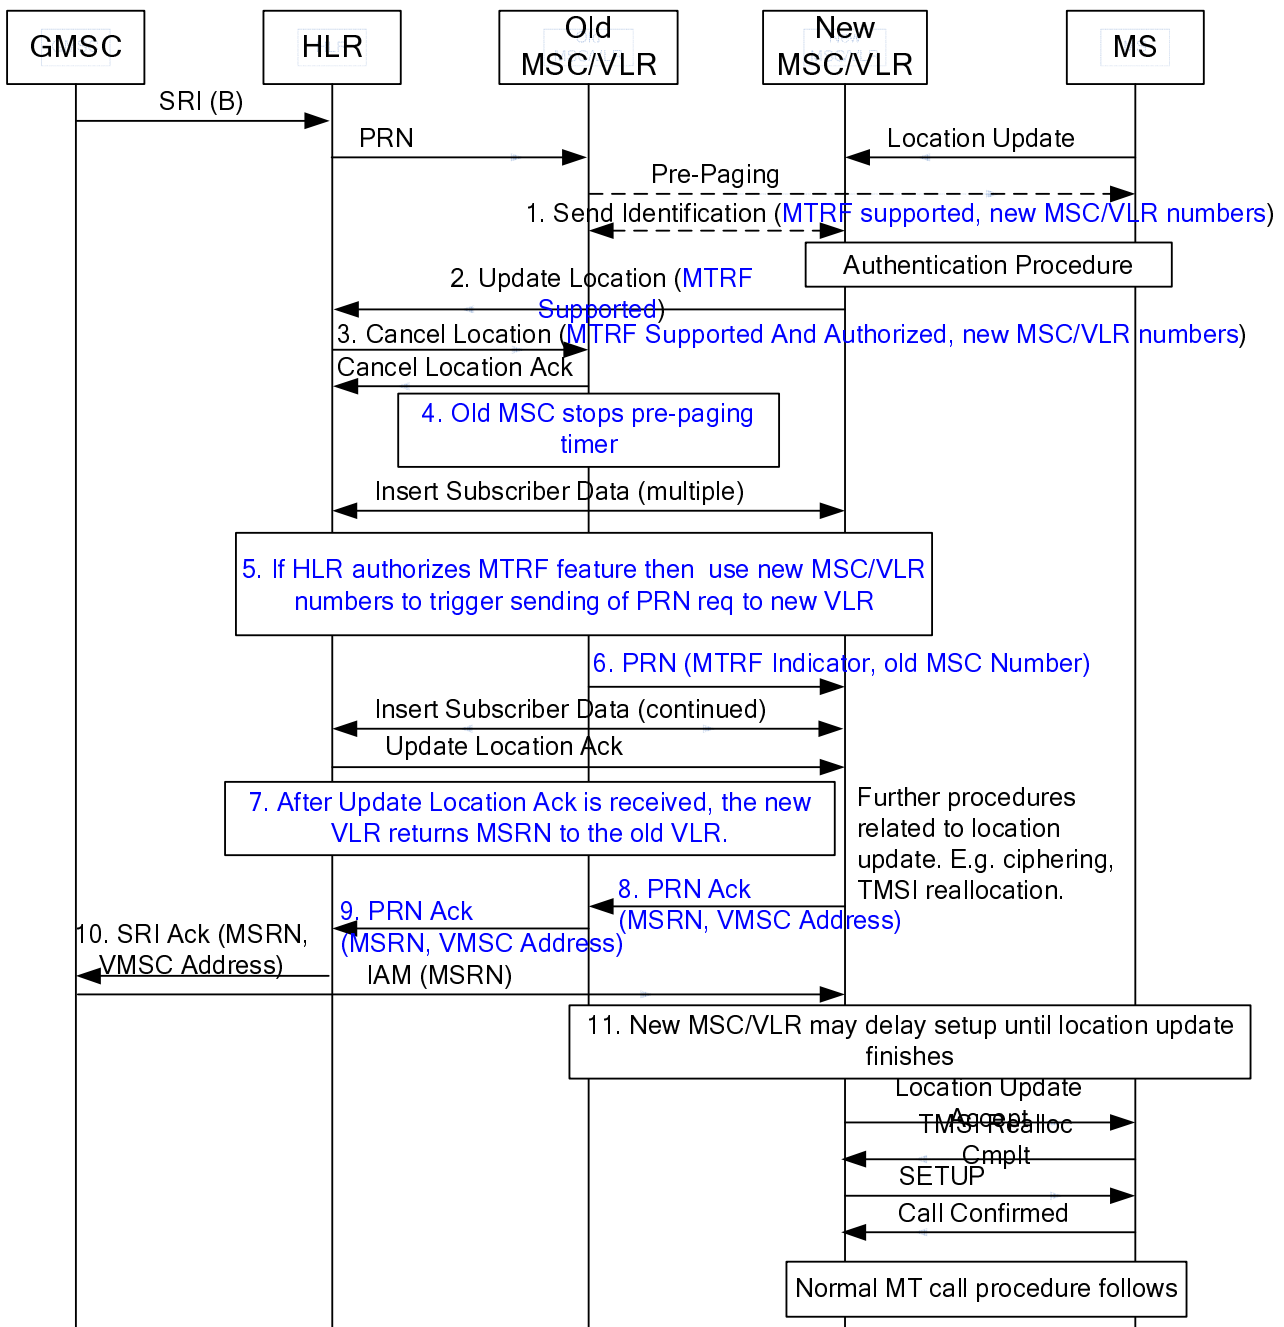 GMSC
HLR
Old
MSC/VLR
New
MSC/VLR
MS
SRI (B)
PRN
Location Update
Pre-Paging
1. Send Identification (MTRF supported, new MSC/VLR numbers)
Authentication Procedure
2. Update Location (MTRF
Supported)
3. Cancel Location (MTRF Supported And Authorized, new MSC/VLR numbers)
Cancel Location Ack
4. Old MSC stops pre-paging
timer
Insert Subscriber Data (multiple)
5. If HLR authorizes MTRF feature then  use new MSC/VLR
numbers to trigger sending of PRN req to new VLR
6. PRN (MTRF Indicator, old MSC Number)
Insert Subscriber Data (continued)
Update Location Ack
7. After Update Location Ack is received, the new
VLR returns MSRN to the old VLR.
Further procedures
related to location
update. E.g. ciphering,
TMSI reallocation.
8. PRN Ack
(MSRN, VMSC Address)
9. PRN Ack
(MSRN, VMSC Address)
10. SRI Ack (MSRN,
VMSC Address)
IAM (MSRN)
11. New MSC/VLR may delay setup until location update
finishes
Location Update
Accept
TMSI Realloc
Cmplt
SETUP
Call Confirmed
Normal MT call procedure follows